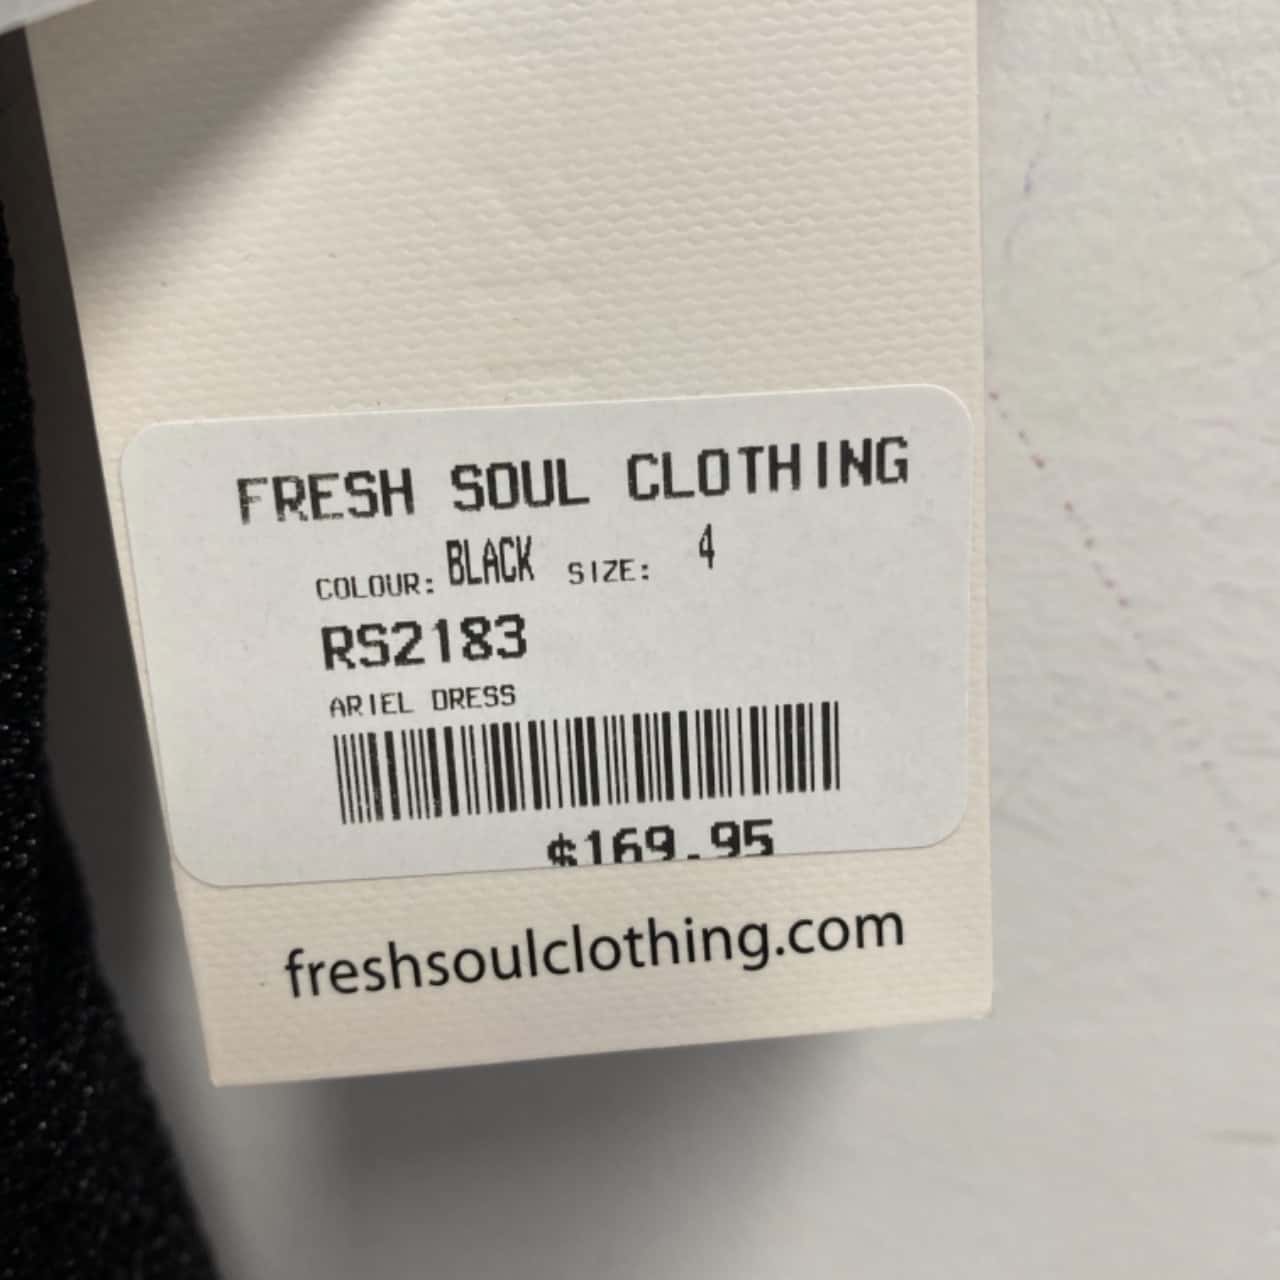 FRESH SOUL CLOTHING
COLOUR: BLACK SIZE: 4
RS2183
ARIEL DRESS
$169.95
freshsoulclothing.com